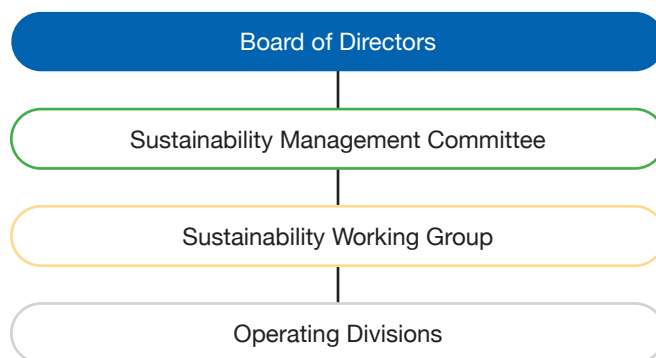 Board of Directors
Sustainability Management Committee
Sustainability Working Group
Operating Divisions